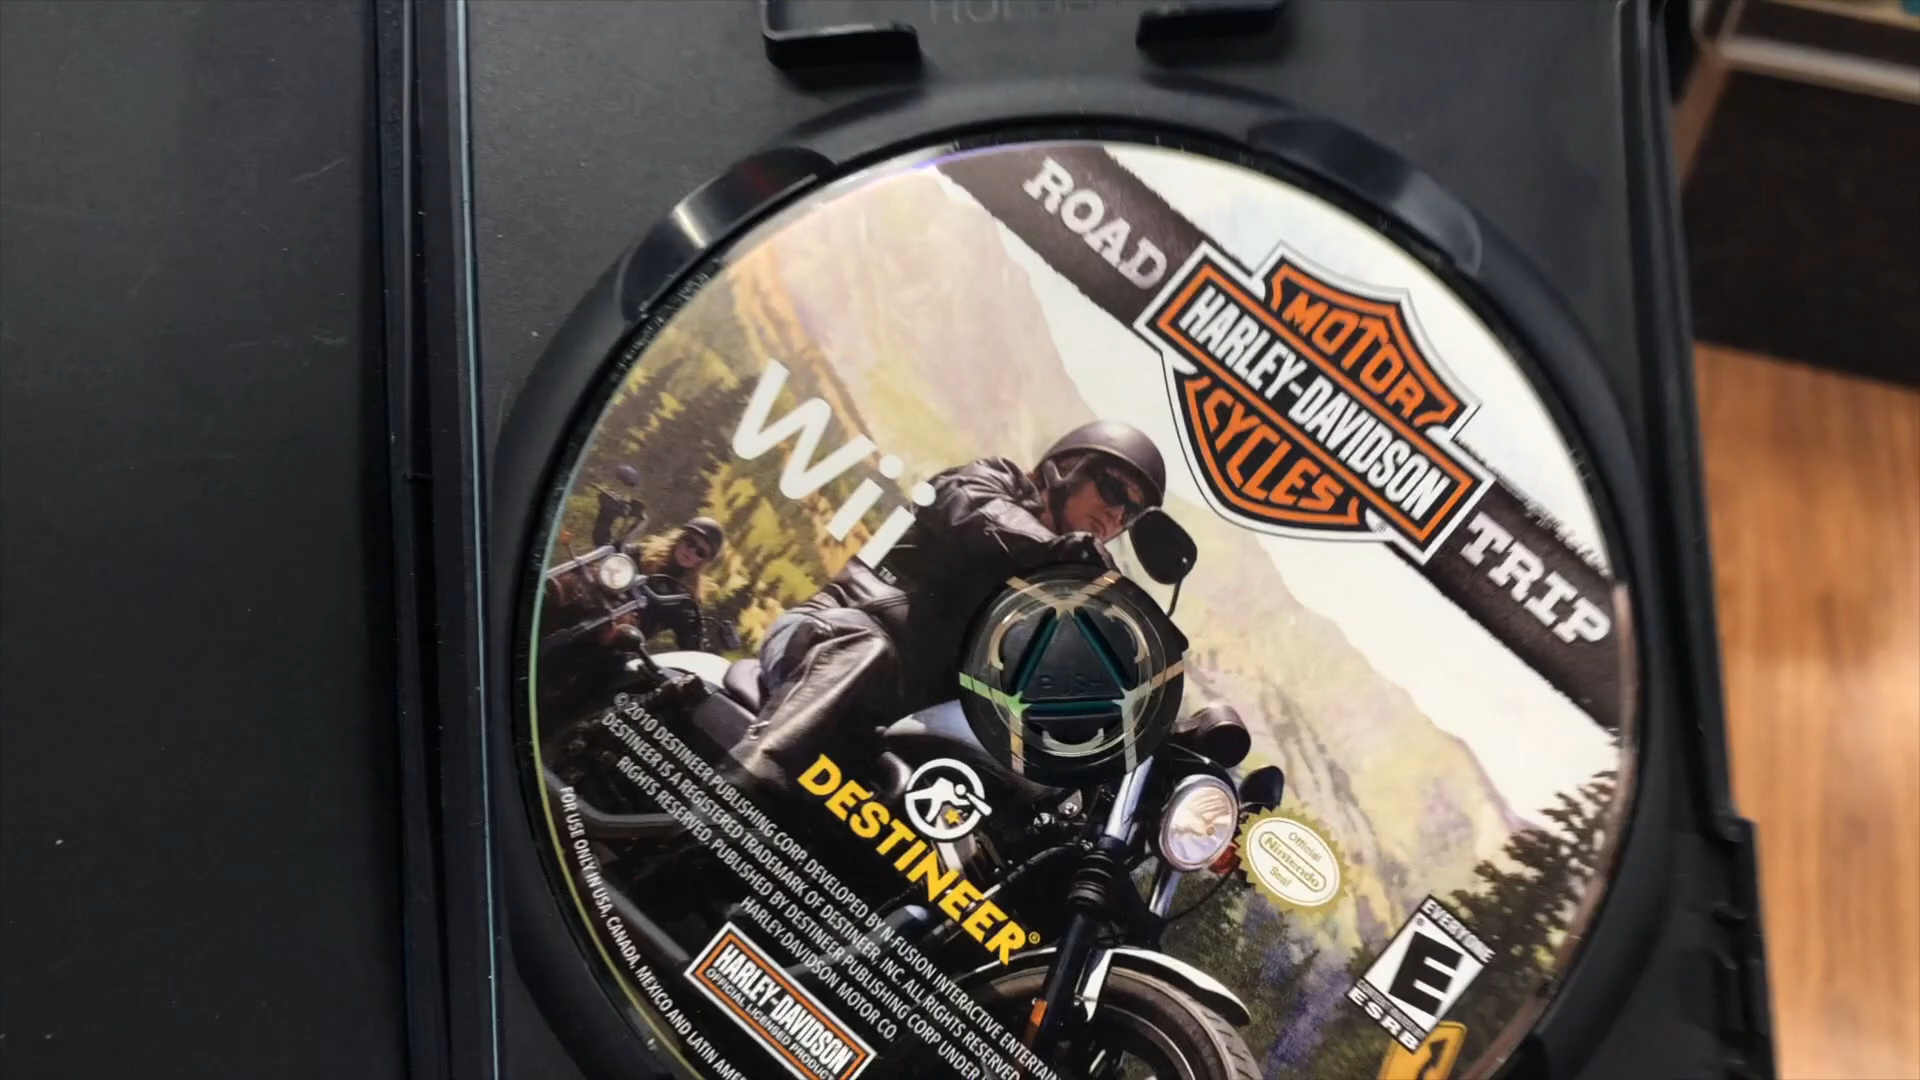 ROAD
MOTOR
HARLEY-DAVIDSON
CYCLES
TRIP
Wii™
PUSH
DESTINEER®
Official
Nintendo
Seal
EVERYONE
E
ESRB
©2010 DESTINEER PUBLISHING CORP. DEVELOPED BY N-FUSION INTERACTIVE ENTERTAIN
DESTINEER IS A REGISTERED TRADEMARK OF DESTINEER, INC. ALL RIGHTS RESERVED.
RIGHTS RESERVED. PUBLISHED BY DESTINEER PUBLISHING CORP UNDER
HARLEY-DAVIDSON MOTOR CO.
HARLEY-DAVIDSON
OFFICIAL LICENSED PRODUCT
FOR USE ONLY IN USA, CANADA, MEXICO AND LATIN AME